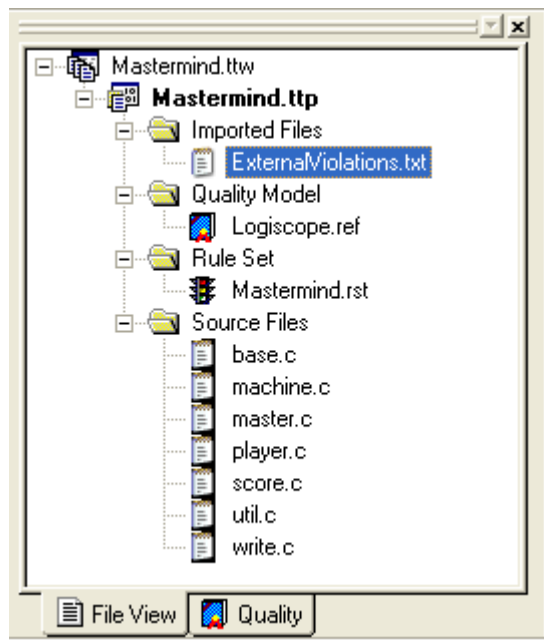 Mastermind.ttw
Mastermind.ttp
Imported Files
ExternalViolations.txt
Quality Model
Logiscope.ref
Rule Set
Mastermind.rst
Source Files
base.c
machine.c
master.c
player.c
score.c
util.c
write.c
File View Quality